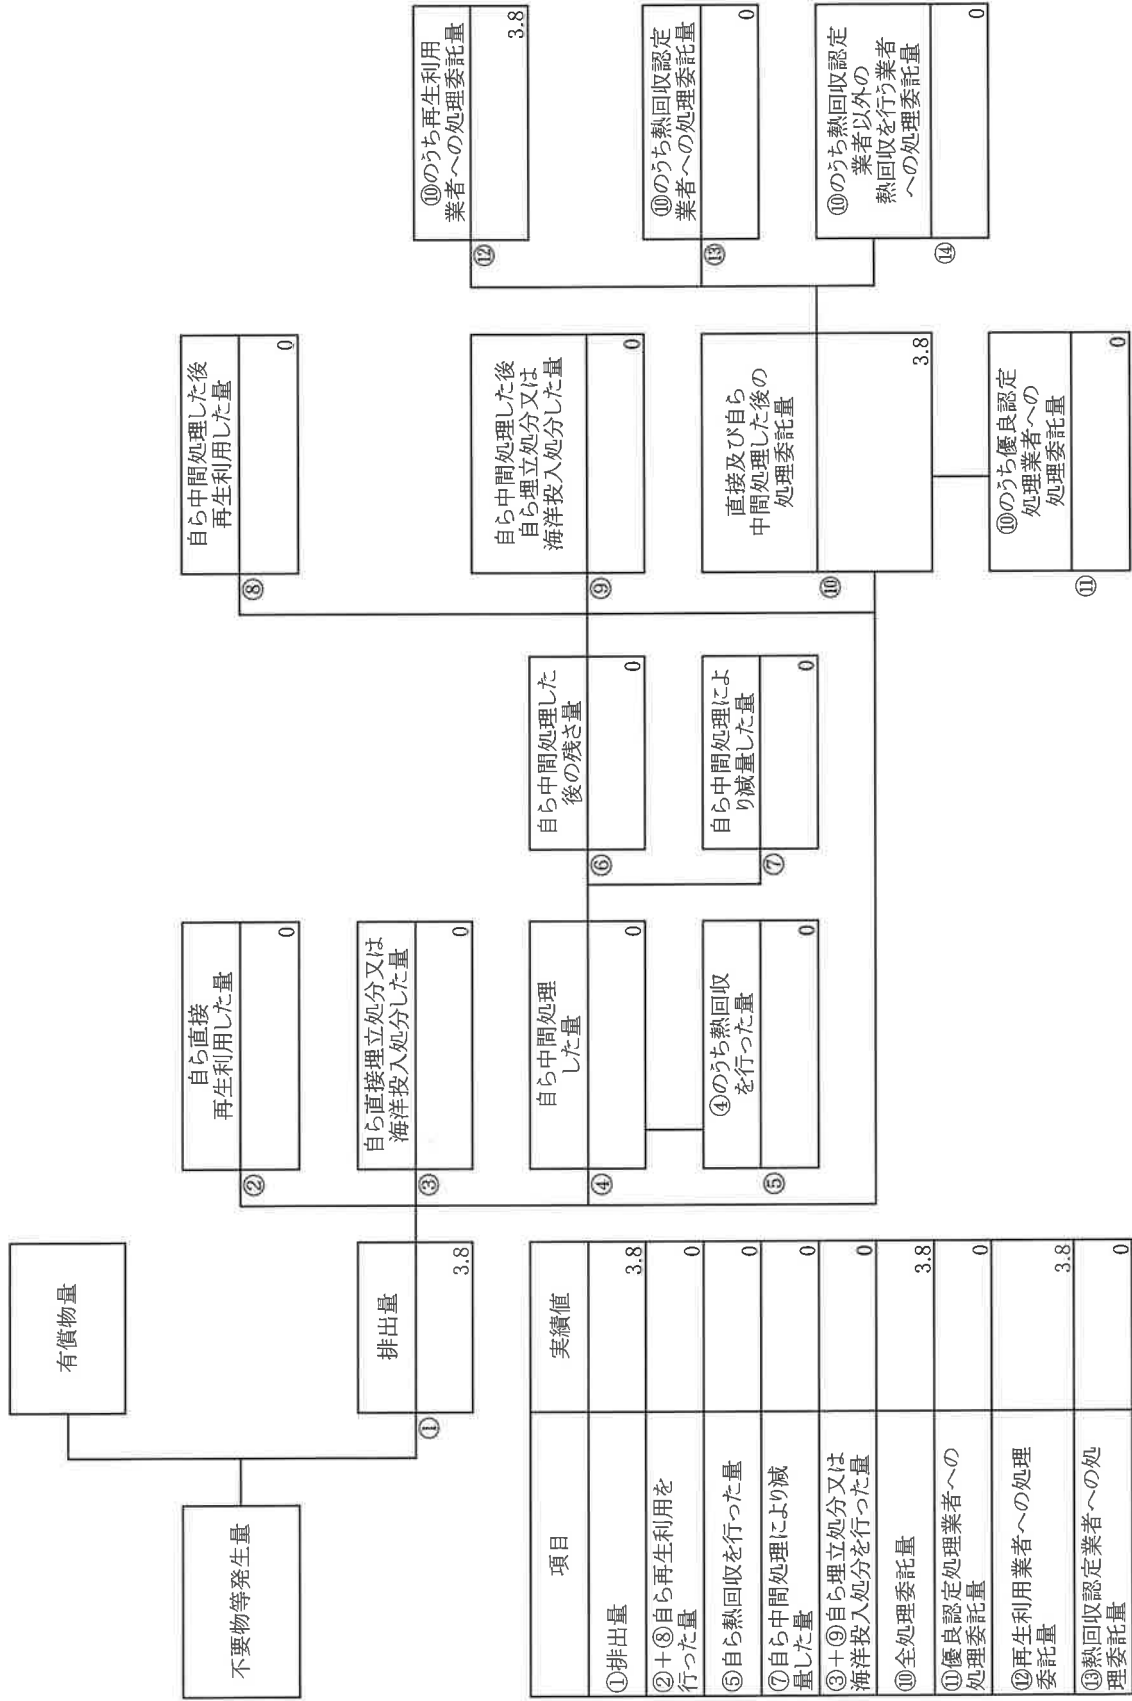 不要物等発生量
有償物量
排出量
①
3.8
自ら直接
再生利用した量
②
0
自ら直接埋立処分又は
海洋投入処分した量
③
0
自ら中間処理
した量
④
0
④のうち熱回収
を行った量
⑤
0
自ら中間処理した
後の残さ量
⑥
0
自ら中間処理によ
り減量した量
⑦
0
自ら中間処理した後
再生利用した量
⑧
0
自ら中間処理した後
自ら埋立処分又は
海洋投入処分した量
⑨
0
直接及び自ら
中間処理した後の
処理委託量
⑩
3.8
⑩のうち優良認定
処理業者への
処理委託量
⑪
0
⑩のうち再生利用
業者への処理委託量
⑫
3.8
⑩のうち熱回収認定
業者への処理委託量
⑬
0
⑩のうち熱回収認定
業者以外の
熱回収を行う業者
への処理委託量
⑭
0
項目 実績値
①排出量 3.8
②+⑧自ら再生利用を
行った量 0
⑤自ら熱回収を行った量 0
⑦自ら中間処理により減
量した量 0
③+⑨自ら埋立処分又は
海洋投入処分を行った量 0
⑩全処理委託量 3.8
⑪優良認定処理業者への
処理委託量 0
⑫再生利用業者への処理
委託量 3.8
⑬熱回収認定業者への処
理委託量 0